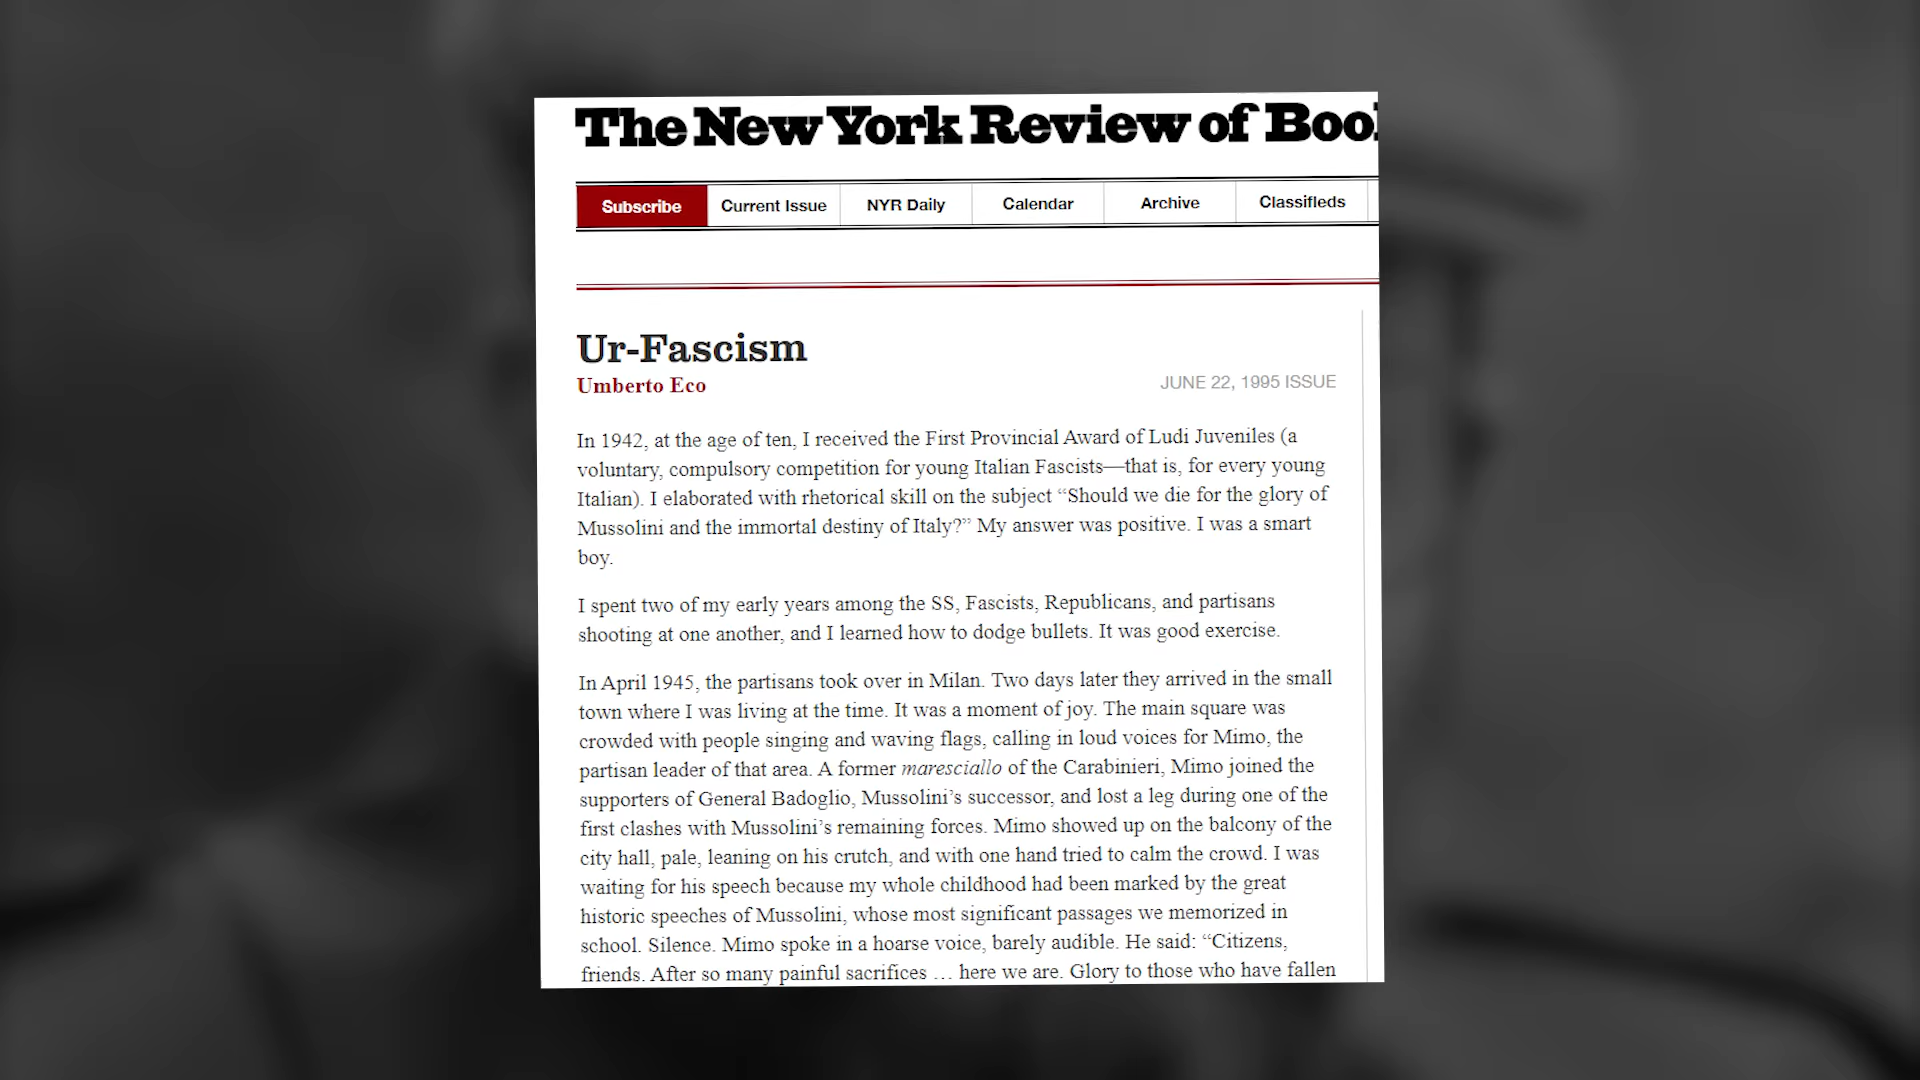 The New York Review of Boo
Subscribe
Current Issue
NYR Daily
Calendar
Archive
Classifieds
Ur-Fascism
Umberto Eco
JUNE 22, 1995 ISSUE
In 1942, at the age of ten, I received the First Provincial Award of Ludi Juveniles (a
voluntary, compulsory competition for young Italian Fascists—that is, for every young
Italian). I elaborated with rhetorical skill on the subject “Should we die for the glory of
Mussolini and the immortal destiny of Italy?” My answer was positive. I was a smart
boy.
I spent two of my early years among the SS, Fascists, Republicans, and partisans
shooting at one another, and I learned how to dodge bullets. It was good exercise.
In April 1945, the partisans took over in Milan. Two days later they arrived in the small
town where I was living at the time. It was a moment of joy. The main square was
crowded with people singing and waving flags, calling in loud voices for Mimo, the
partisan leader of that area. A former maresciallo of the Carabinieri, Mimo joined the
supporters of General Badoglio, Mussolini’s successor, and lost a leg during one of the
first clashes with Mussolini’s remaining forces. Mimo showed up on the balcony of the
city hall, pale, leaning on his crutch, and with one hand tried to calm the crowd. I was
waiting for his speech because my whole childhood had been marked by the great
historic speeches of Mussolini, whose most significant passages we memorized in
school. Silence. Mimo spoke in a hoarse voice, barely audible. He said: “Citizens,
friends. After so many painful sacrifices … here we are. Glory to those who have fallen